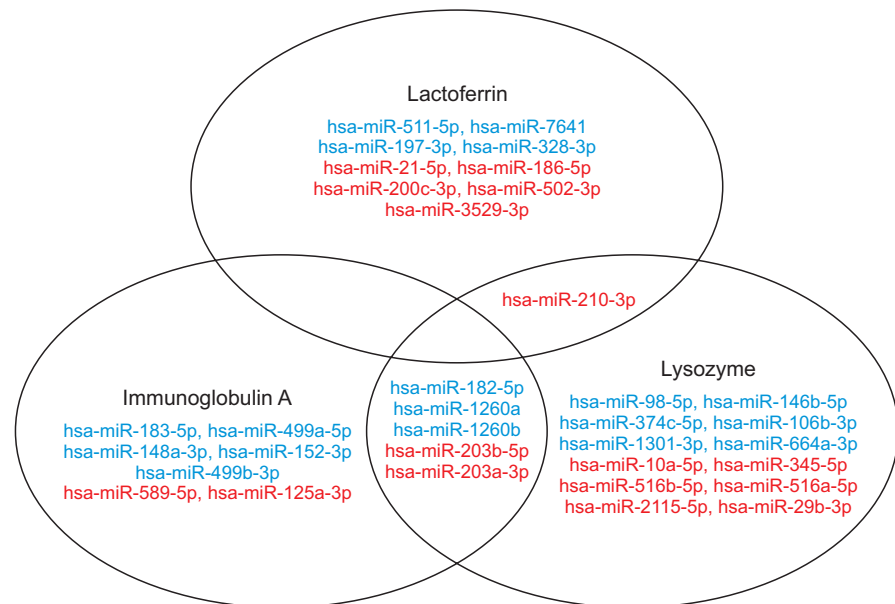 Lactoferrin
hsa-miR-511-5p, hsa-miR-7641
hsa-miR-197-3p, hsa-miR-328-3p
hsa-miR-21-5p, hsa-miR-186-5p
hsa-miR-200c-3p, hsa-miR-502-3p
hsa-miR-3529-3p
hsa-miR-210-3p
Immunoglobulin A
hsa-miR-183-5p, hsa-miR-499a-5p
hsa-miR-148a-3p, hsa-miR-152-3p
hsa-miR-499b-3p
hsa-miR-589-5p, hsa-miR-125a-3p
hsa-miR-182-5p
hsa-miR-1260a
hsa-miR-1260b
hsa-miR-203b-5p
hsa-miR-203a-3p
Lysozyme
hsa-miR-98-5p, hsa-miR-146b-5p
hsa-miR-374c-5p, hsa-miR-106b-3p
hsa-miR-1301-3p, hsa-miR-664a-3p
hsa-miR-10a-5p, hsa-miR-345-5p
hsa-miR-516b-5p, hsa-miR-516a-5p
hsa-miR-2115-5p, hsa-miR-29b-3p